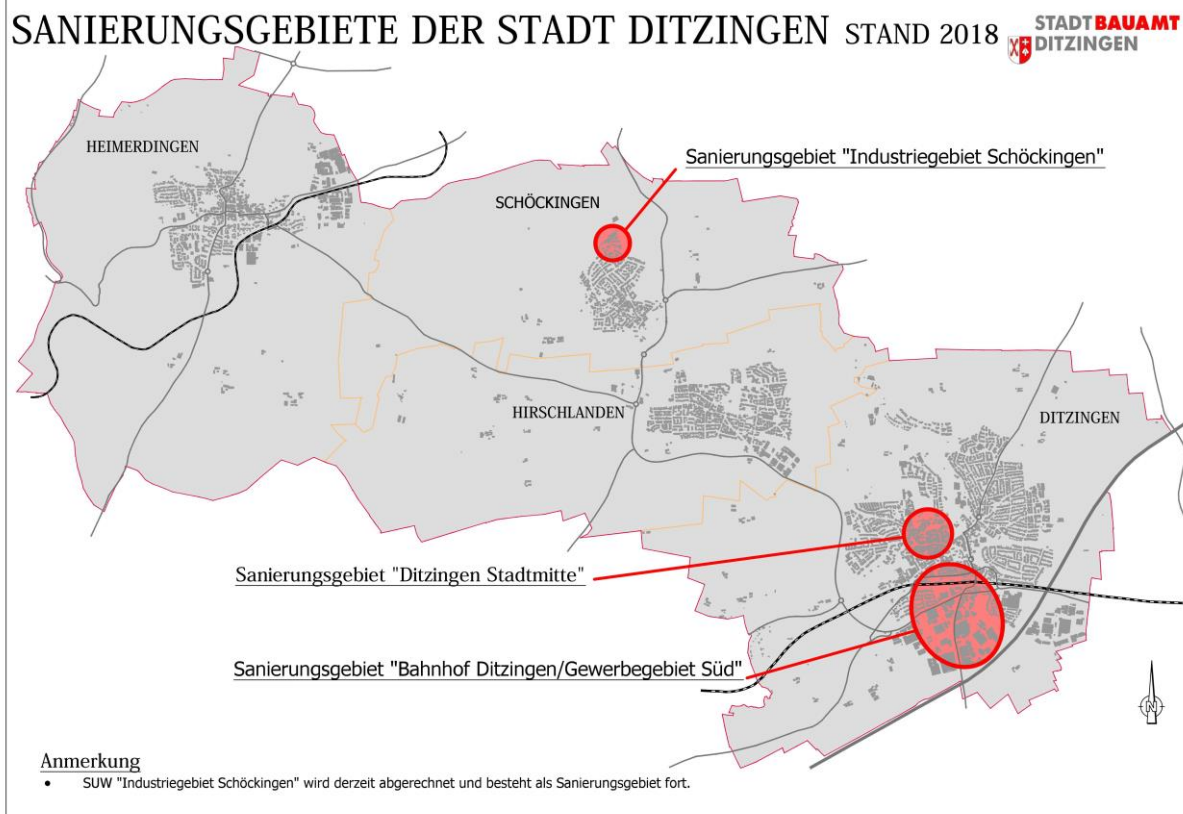 SANIERUNGSGEBIETE DER STADT DITZINGEN STAND 2018
STADTBAUAMT
DITZINGEN
HEIMERDINGEN
Sanierungsgebiet "Industriegebiet Schöckingen"
SCHÖCKINGEN
HIRSCHLANDEN
DITZINGEN
Sanierungsgebiet "Ditzingen Stadtmitte"
Sanierungsgebiet "Bahnhof Ditzingen/Gewerbegebiet Süd"
N
Anmerkung
• SUW "Industriegebiet Schöckingen" wird derzeit abgerechnet und besteht als Sanierungsgebiet fort.